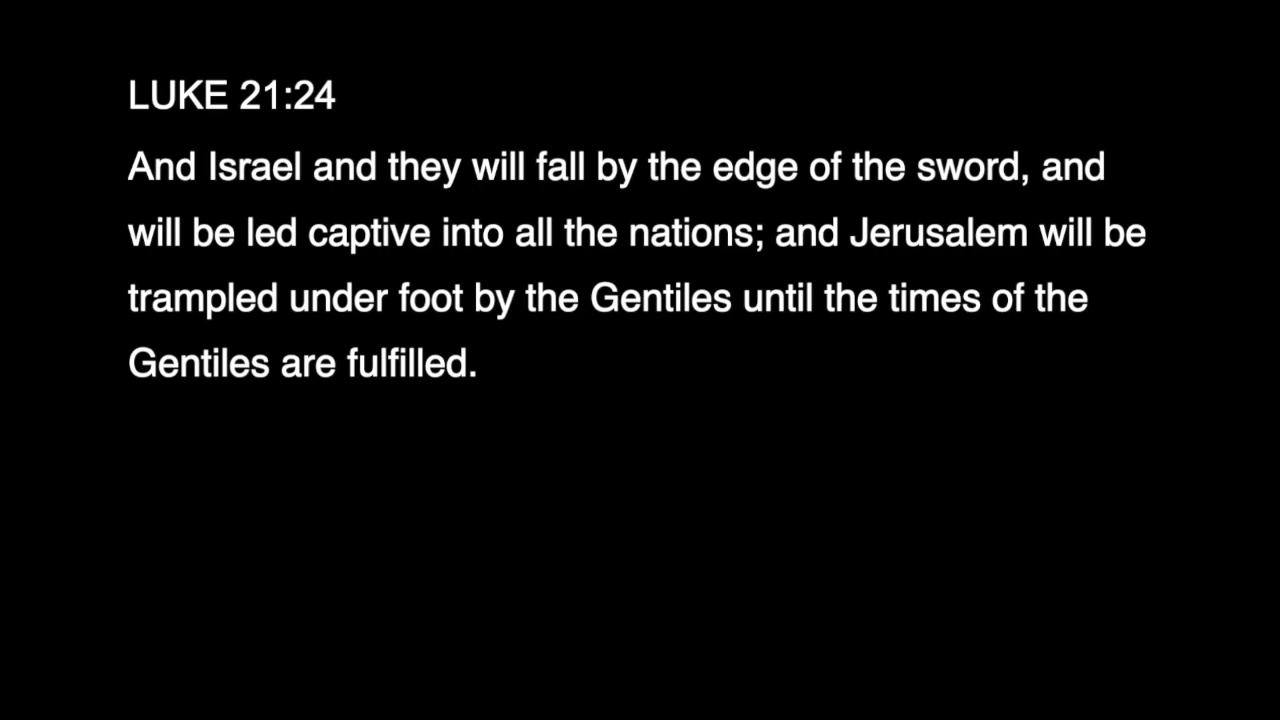 LUKE 21:24
And Israel and they will fall by the edge of the sword, and
will be led captive into all the nations; and Jerusalem will be
trampled under foot by the Gentiles until the times of the
Gentiles are fulfilled.